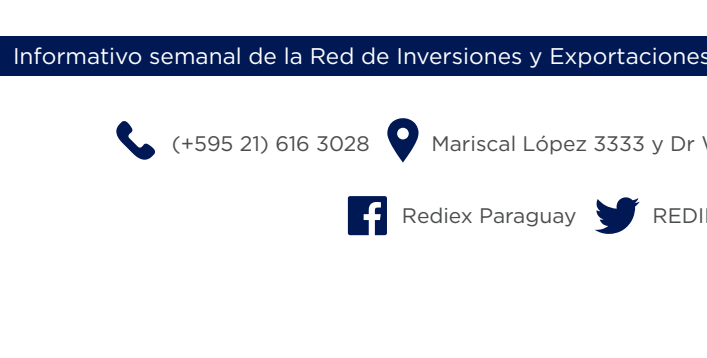 Informativo semanal de la Red de Inversiones y Exportaciones
(+595 21) 616 3028 Mariscal López 3333 y Dr
Rediex Paraguay